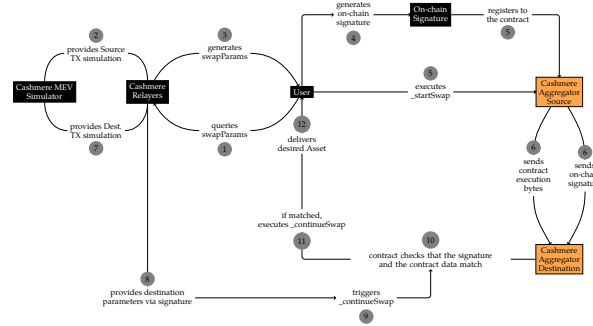 generates
on-chain
signature
4
On-chain
Signature
registers to
the contract
5
2
provides Source
TX simulation
3
generates
swapParams
Cashmere MEV
Simulator
Cashmere
Relayers
User
5
executes
_startSwap
Cashmere
Aggregator
Source
provides Dest.
TX simulation
7
queries
swapParams
1
12
delivers
desired Asset
6
sends
contract
execution
bytes
6
sends
on-cha
signatur
if matched,
executes _continueSwap
11
10
contract checks that the signature
and the contract data match
Cashmere
Aggregator
Destination
8
provides destination
parameters via signature
triggers
_continueSwap
9